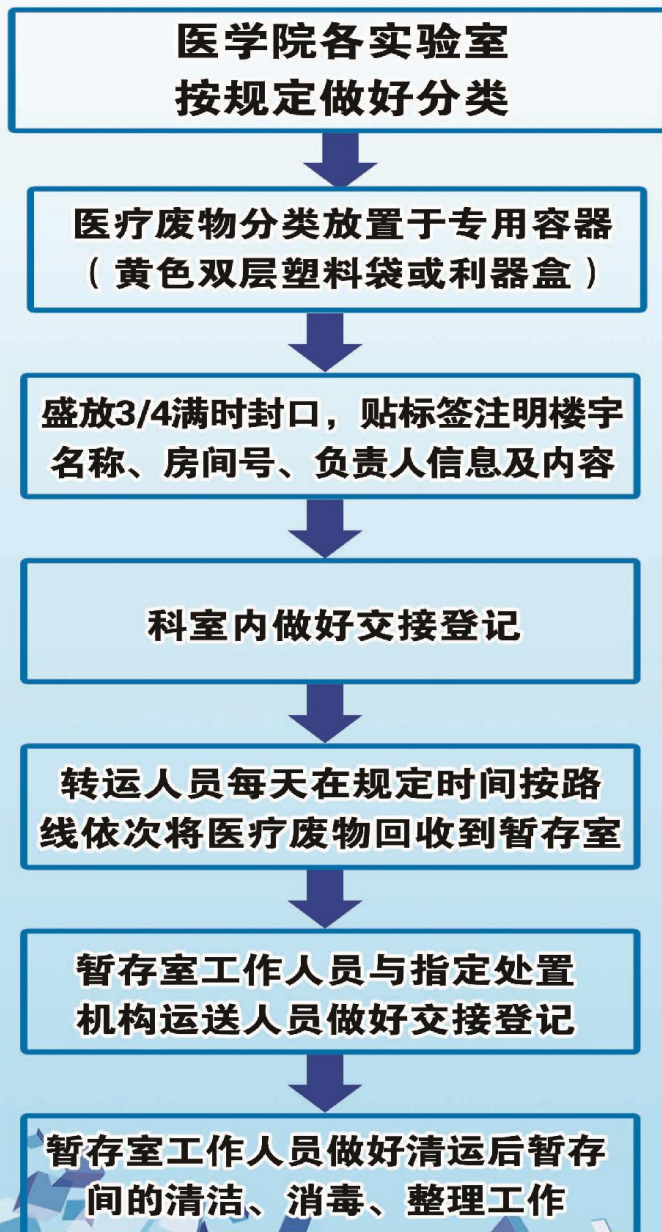 医学院各实验室
按规定做好分类
医疗废物分类放置于专用容器
（黄色双层塑料袋或利器盒）
盛放3/4满时封口，贴标签注明楼宇
名称、房间号、负责人信息及内容
科室内做好交接登记
转运人员每天在规定时间按路
线依次将医疗废物回收到暂存室
暂存室工作人员与指定处置
机构运送人员做好交接登记
暂存室工作人员做好清运后暂存
间的清洁、消毒、整理工作